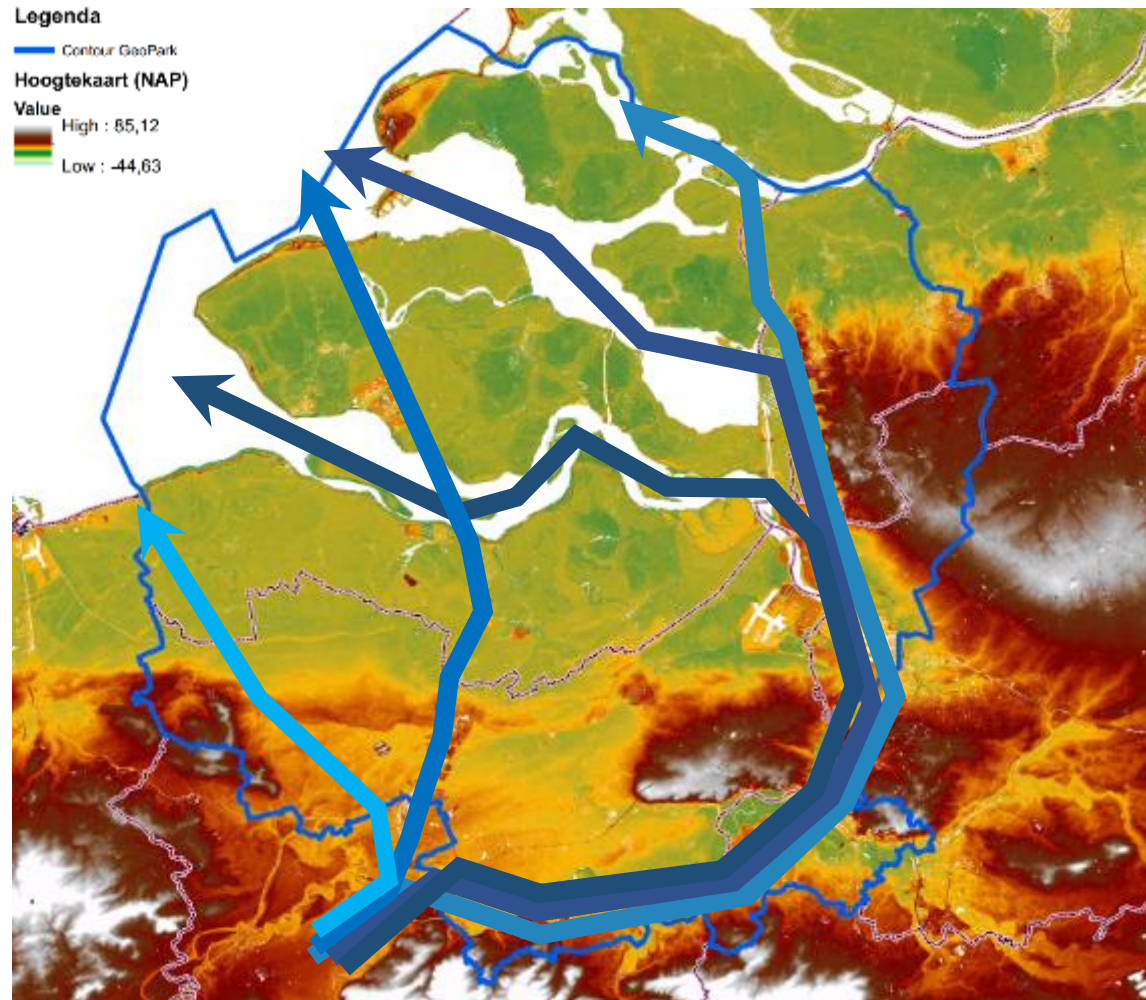 Legenda
Contour GeoPark
Hoogtekaart (NAP)
Value
High : 85,12
Low : -44,63